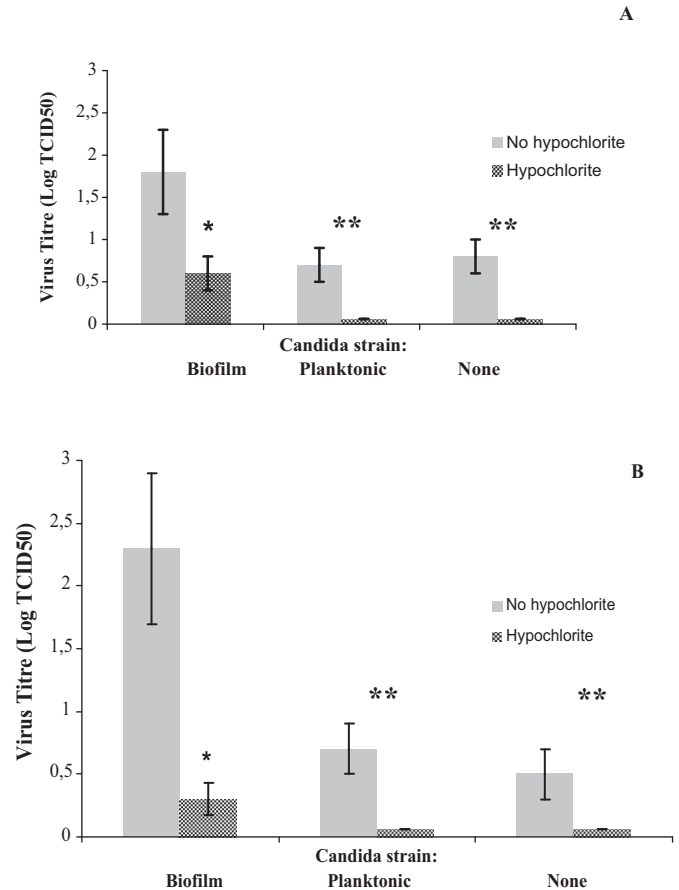 A
Virus Titre (Log TCID50)
3
2,5
2
1,5
1
0,5
0
No hypochlorite
Hypochlorite
*
**
**
Candida strain:
Biofilm Planktonic None
B
Virus Titre (Log TCID50)
3
2,5
2
1,5
1
0,5
0
No hypochlorite
Hypochlorite
*
**
**
Candida strain:
Biofilm Planktonic None